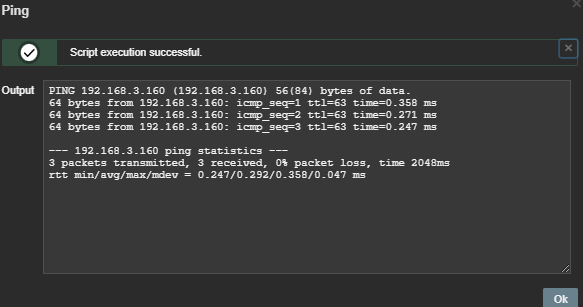 Ping
Script execution successful.
Output
PING 192.168.3.160 (192.168.3.160) 56(84) bytes of data.
64 bytes from 192.168.3.160: icmp_seq=1 ttl=63 time=0.358 ms
64 bytes from 192.168.3.160: icmp_seq=2 ttl=63 time=0.271 ms
64 bytes from 192.168.3.160: icmp_seq=3 ttl=63 time=0.247 ms

--- 192.168.3.160 ping statistics ---
3 packets transmitted, 3 received, 0% packet loss, time 2048ms
rtt min/avg/max/mdev = 0.247/0.292/0.358/0.047 ms
Ok